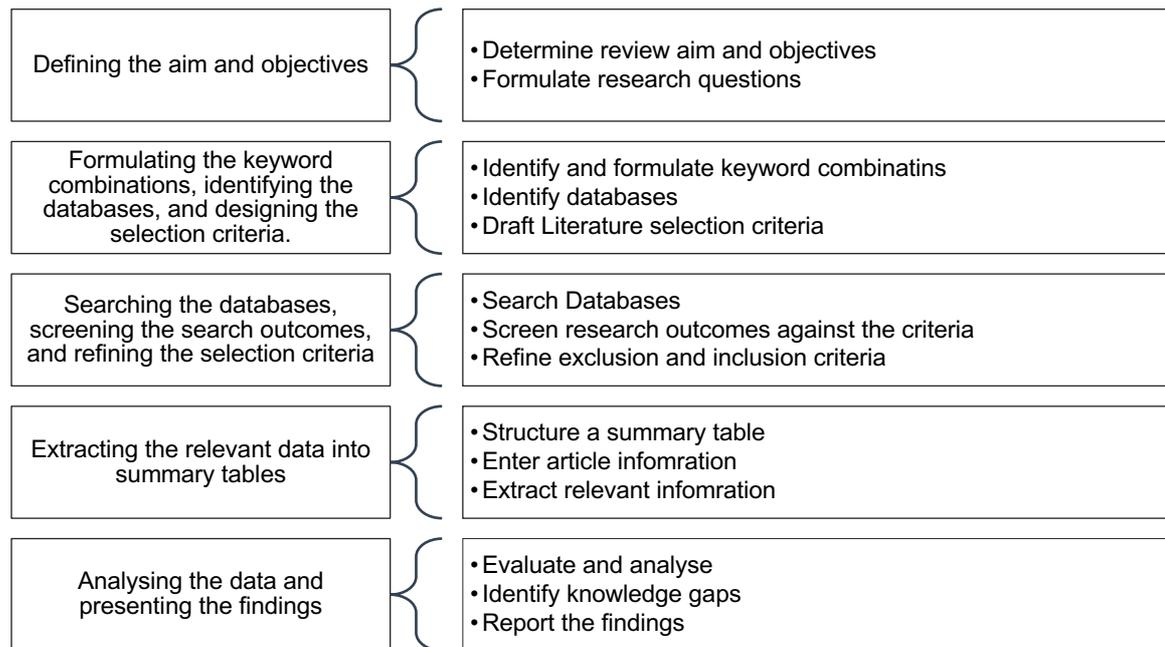 Defining the aim and objectives
• Determine review aim and objectives
• Formulate research questions
Formulating the keyword
combinations, identifying the
databases, and designing the
selection criteria.
• Identify and formulate keyword combinatins
• Identify databases
• Draft Literature selection criteria
Searching the databases,
screening the search outcomes,
and refining the selection criteria
• Search Databases
• Screen research outcomes against the criteria
• Refine exclusion and inclusion criteria
Extracting the relevant data into
summary tables
• Structure a summary table
• Enter article infomration
• Extract relevant infomration
Analysing the data and
presenting the findings
• Evaluate and analyse
• Identify knowledge gaps
• Report the findings